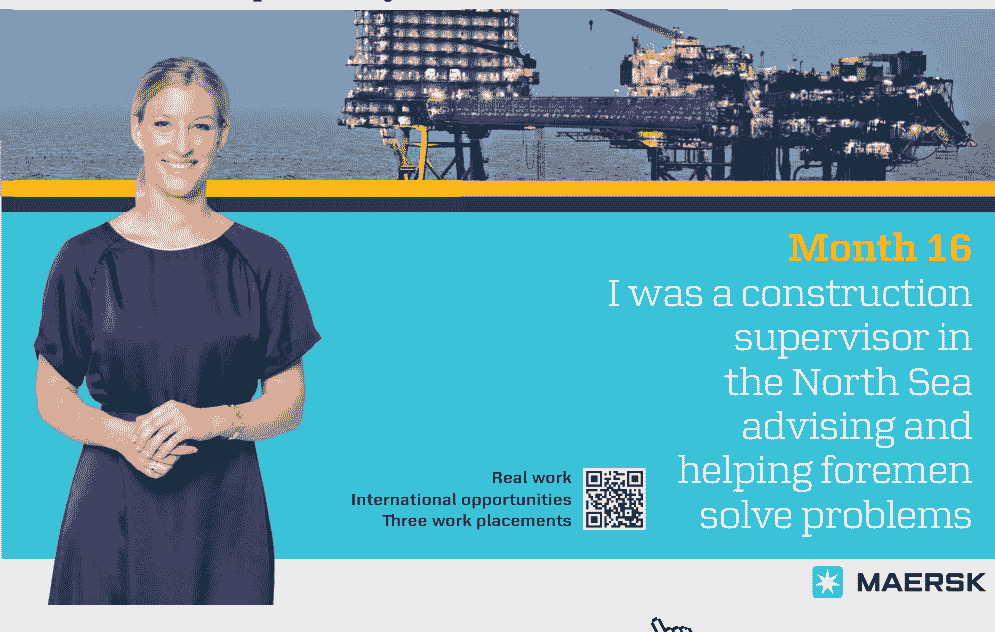 Month 16
I was a construction
supervisor in
the North Sea
advising and
helping foremen
solve problems
Real work
International opportunities
Three work placements
MAERSK